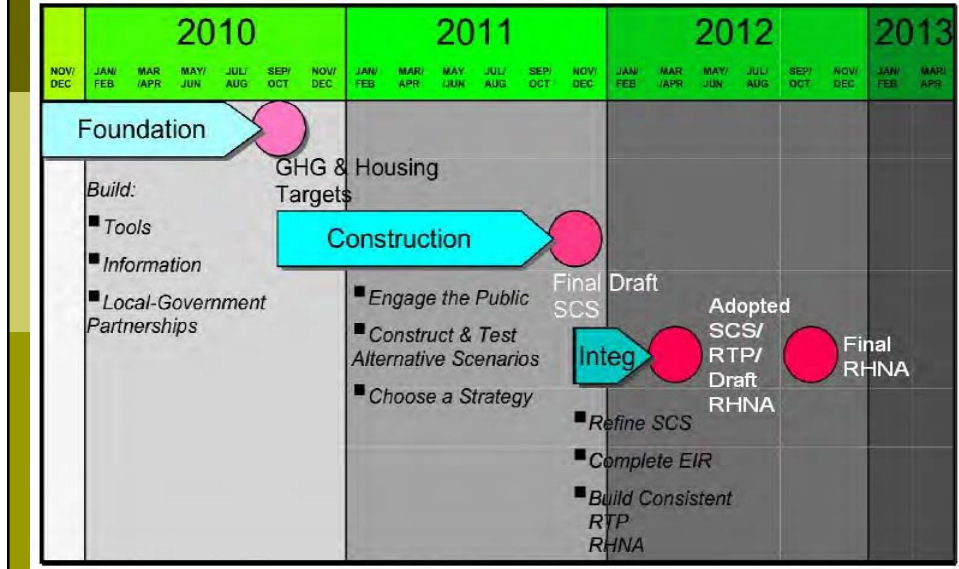 2010
2011
2012
2013
NOV/ DEC
JAN/ FEB
MAR /APR
MAY/ JUN
JUL/ AUG
SEP/ OCT
NOV/ DEC
JAN/ FEB
MAR/ APR
MAY /JUN
JUL/ AUG
SEP/ OCT
NOV/ DEC
JAN/ FEB
MAR /APR
MAY/ JUN
JUL/ AUG
SEP/ OCT
NOV/ DEC
JAN/ FEB
MAR/ APR
Foundation
GHG & Housing
Targets
Build:
Tools
Information
Local-Government
Partnerships
Construction
Final Draft
SCS
Engage the Public
Construct & Test
Alternative Scenarios
Choose a Strategy
Integ
Adopted
SCS/
RTP/
Draft
RHNA
Final
RHNA
Refine SCS
Complete EIR
Build Consistent
RTP
RHNA